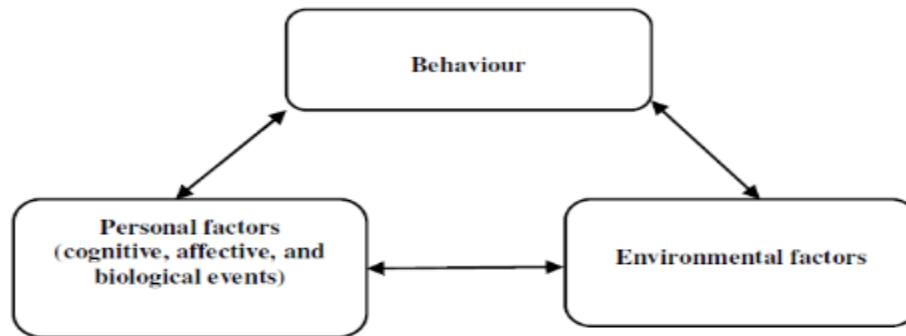 Behaviour
Personal factors
(cognitive, affective, and
biological events)
Environmental factors